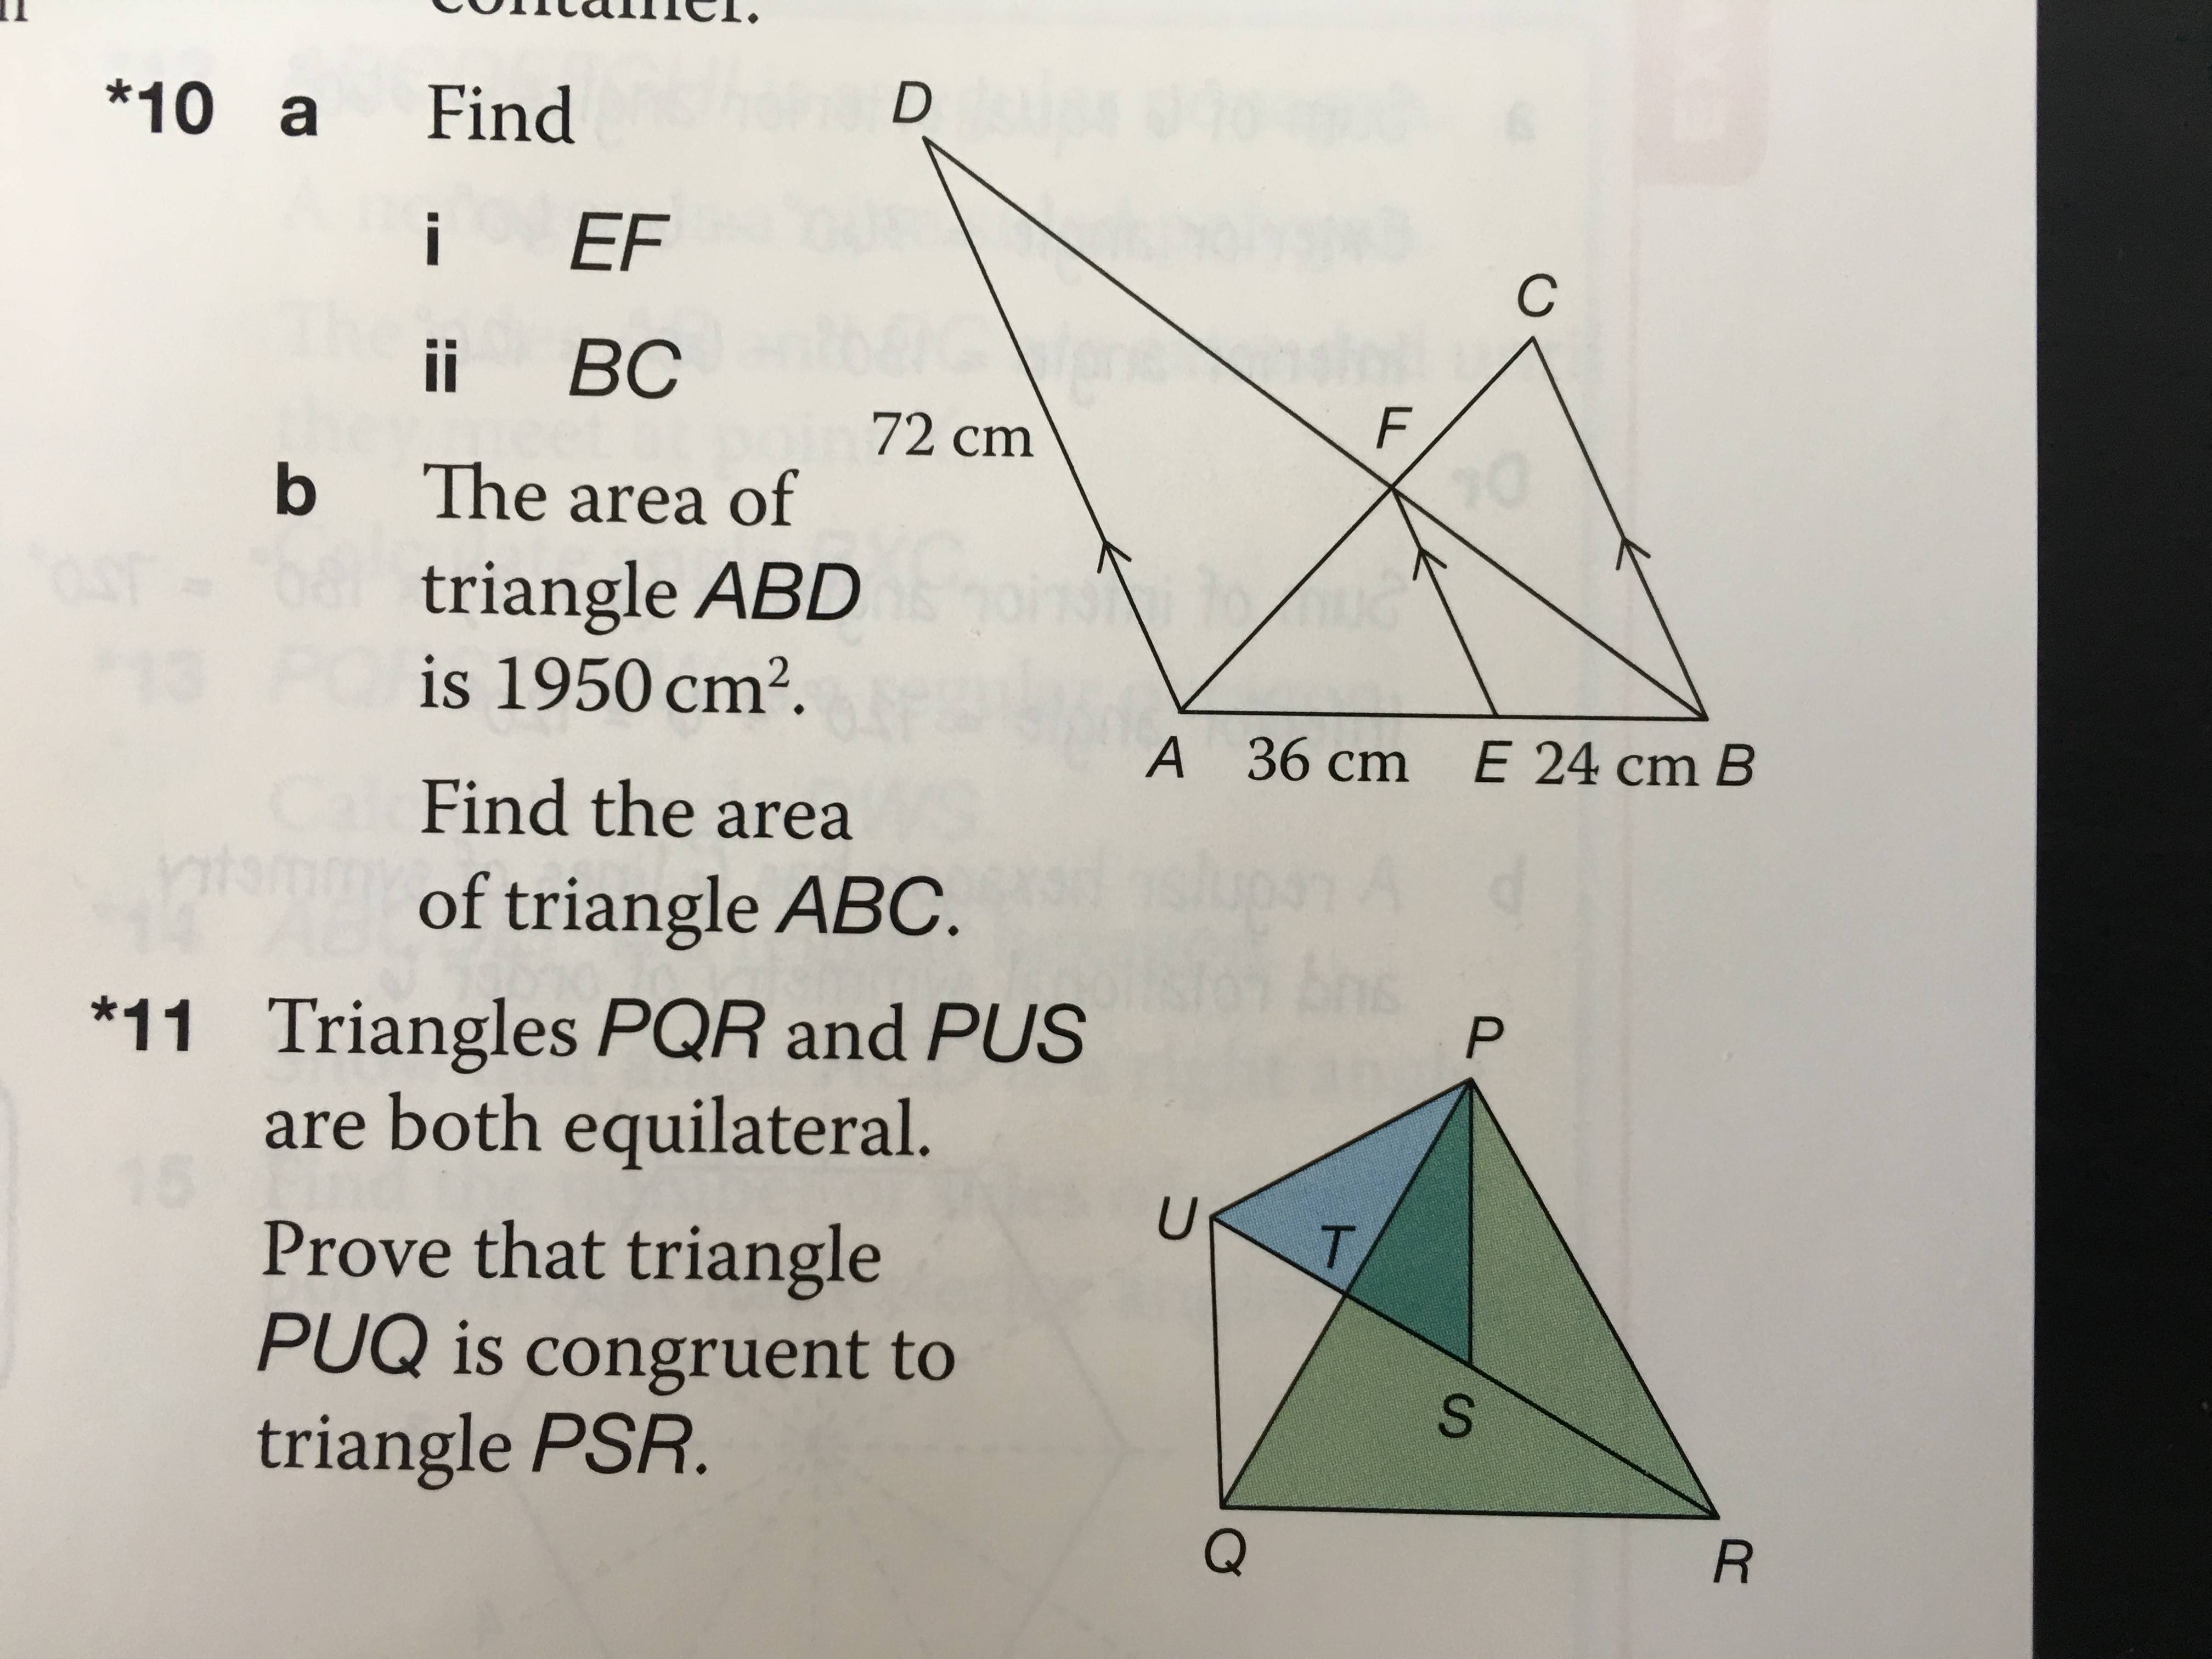 container.
*10 a Find
i EF
ii BC
b The area of
triangle ABD
is 1950 cm².
Find the area
of triangle ABC.
D
C
F
72 cm
A 36 cm E 24 cm B
*11 Triangles PQR and PUS
are both equilateral.
Prove that triangle
PUQ is congruent to
triangle PSR.
P
U
T
S
Q
R